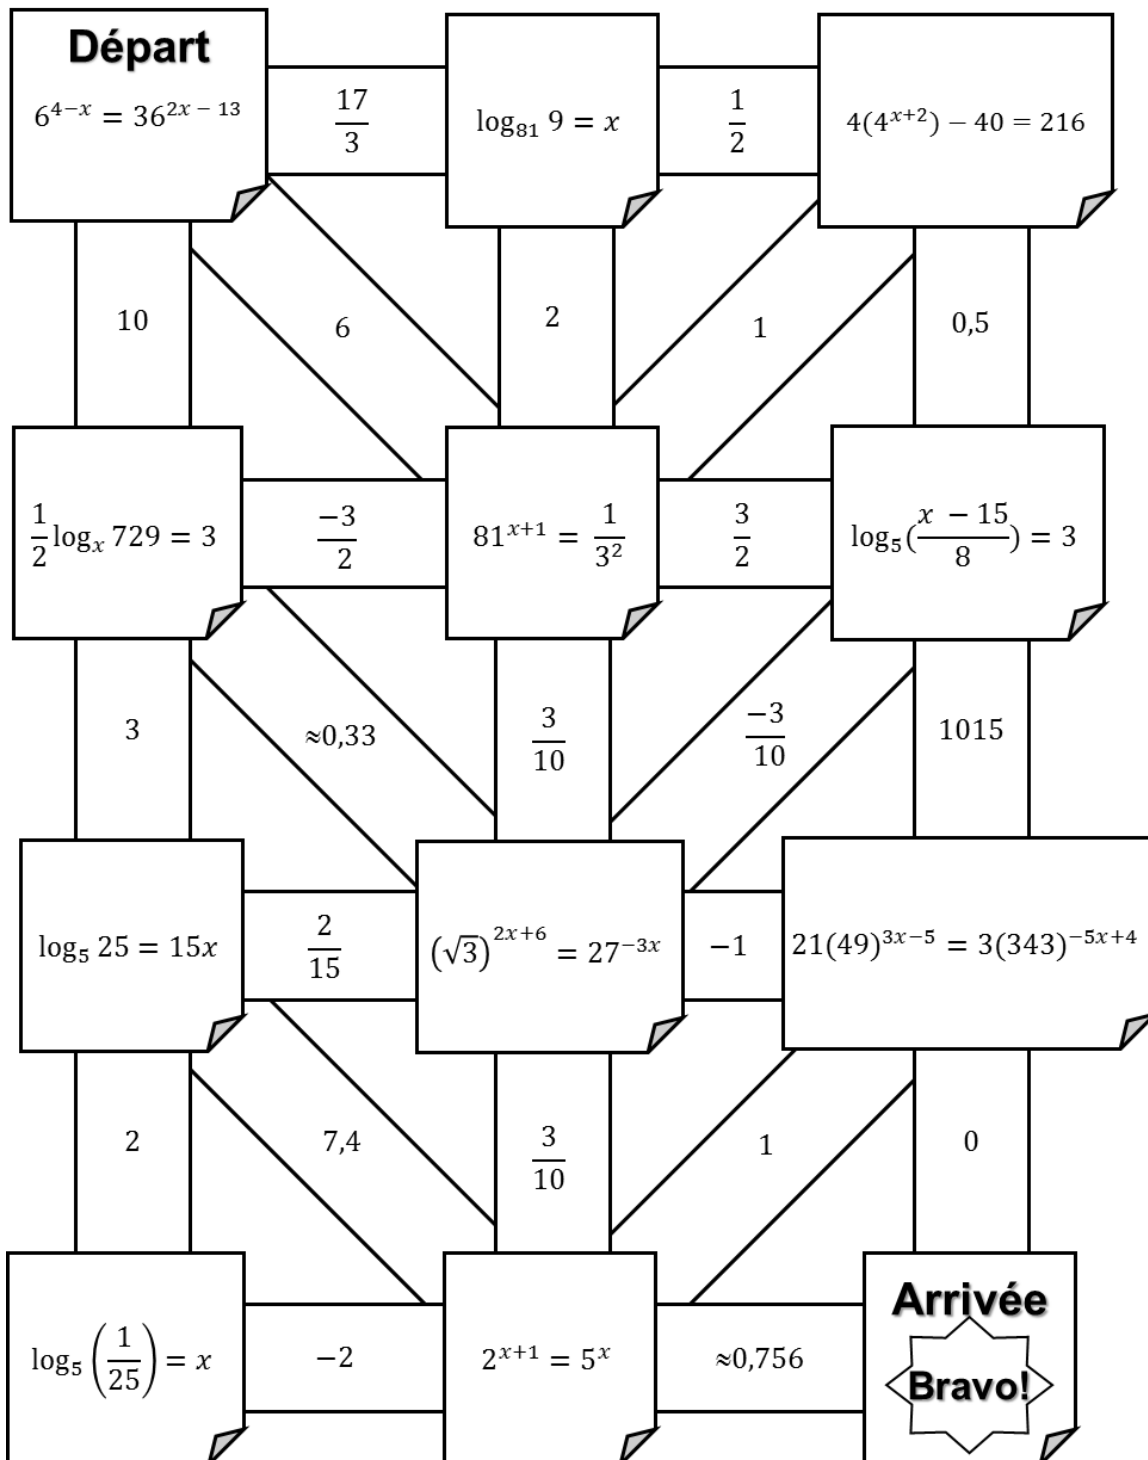 Départ
6^{4−x} = 36^{2x − 13}
17/3
log₈₁ 9 = x
1/2
4(4^{x+2}) − 40 = 216
10
6
2
1
0,5
1/2 logₓ 729 = 3
−3/2
81^{x+1} = 1/3²
3/2
log₅(x − 15/8) = 3
3
≈0,33
3/10
−3/10
1015
log₅ 25 = 15x
2/15
(√3)^{2x+6} = 27^{−3x}
−1
21(49)^{3x−5} = 3(343)^{−5x+4}
2
7,4
3/10
1
0
log₅ (1/25) = x
−2
2^{x+1} = 5^x
≈0,756
Arrivée
Bravo!